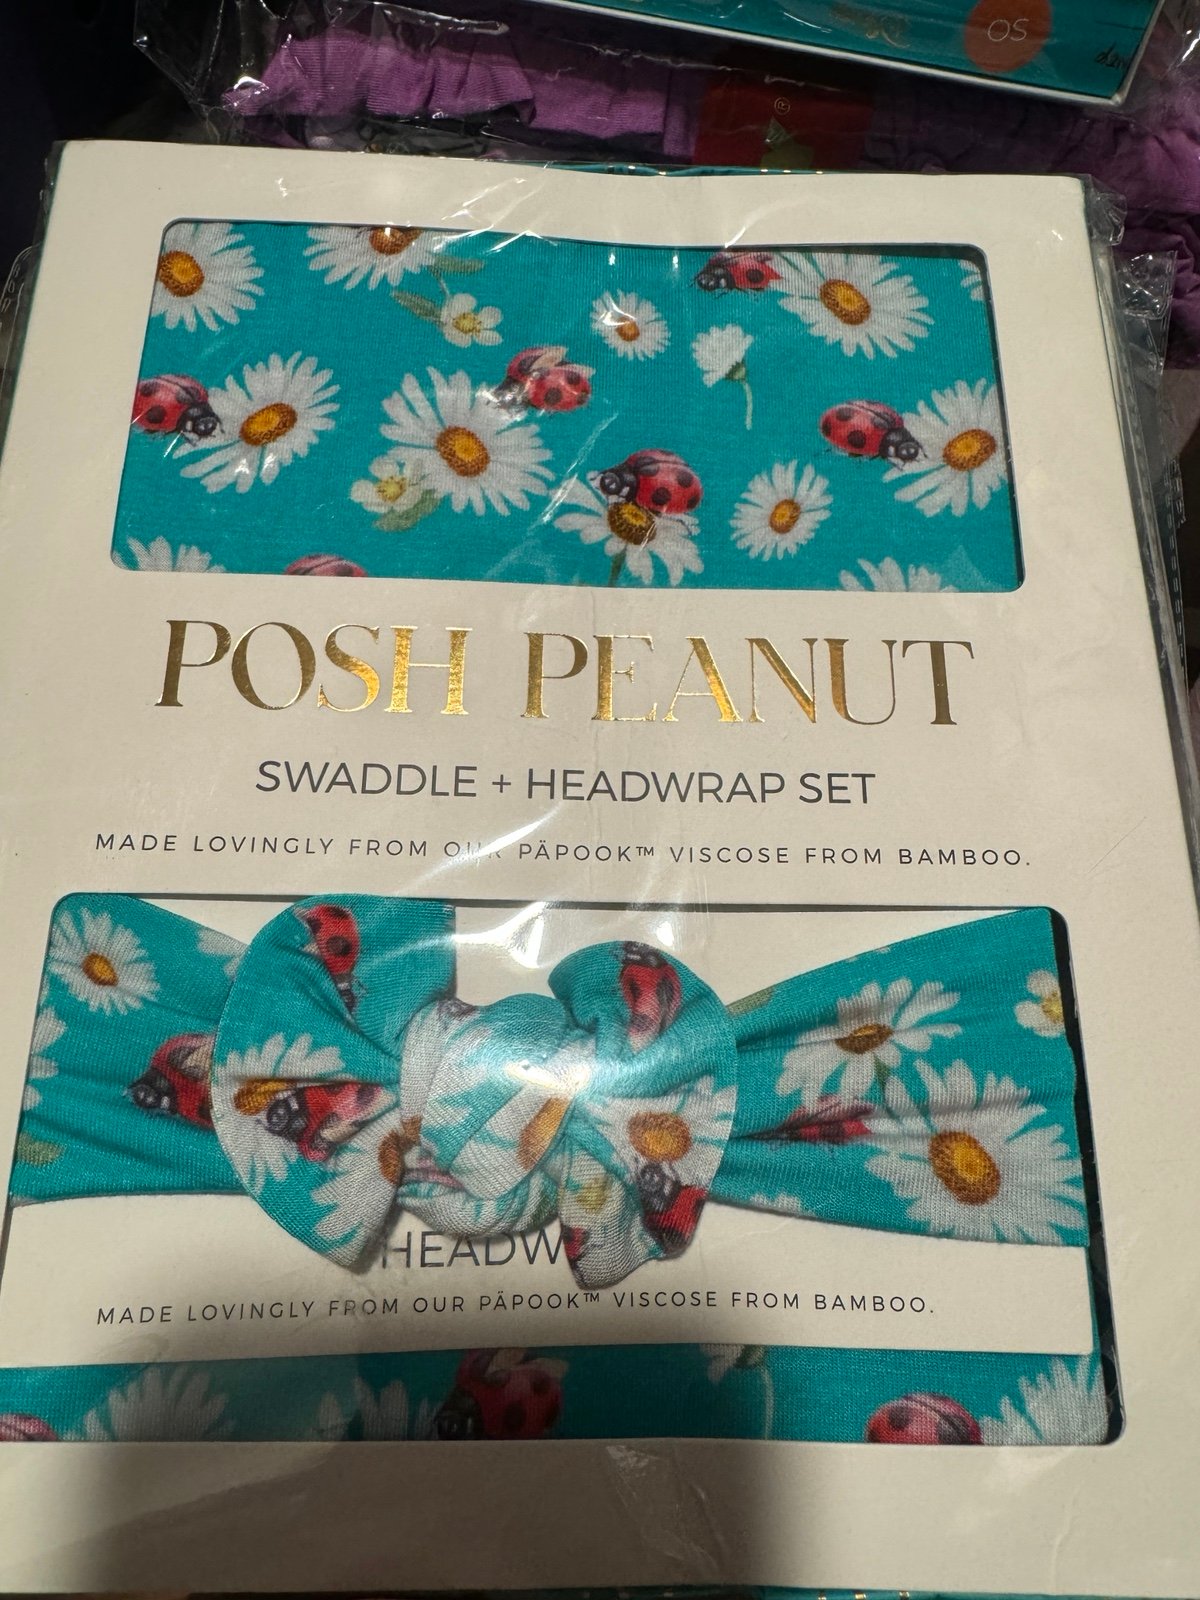 OS
POSH PEANUT
SWADDLE + HEADWRAP SET
MADE LOVINGLY FROM OUR PÄPOOK™ VISCOSE FROM BAMBOO.
HEADW
MADE LOVINGLY FROM OUR PÄPOOK™ VISCOSE FROM BAMBOO.